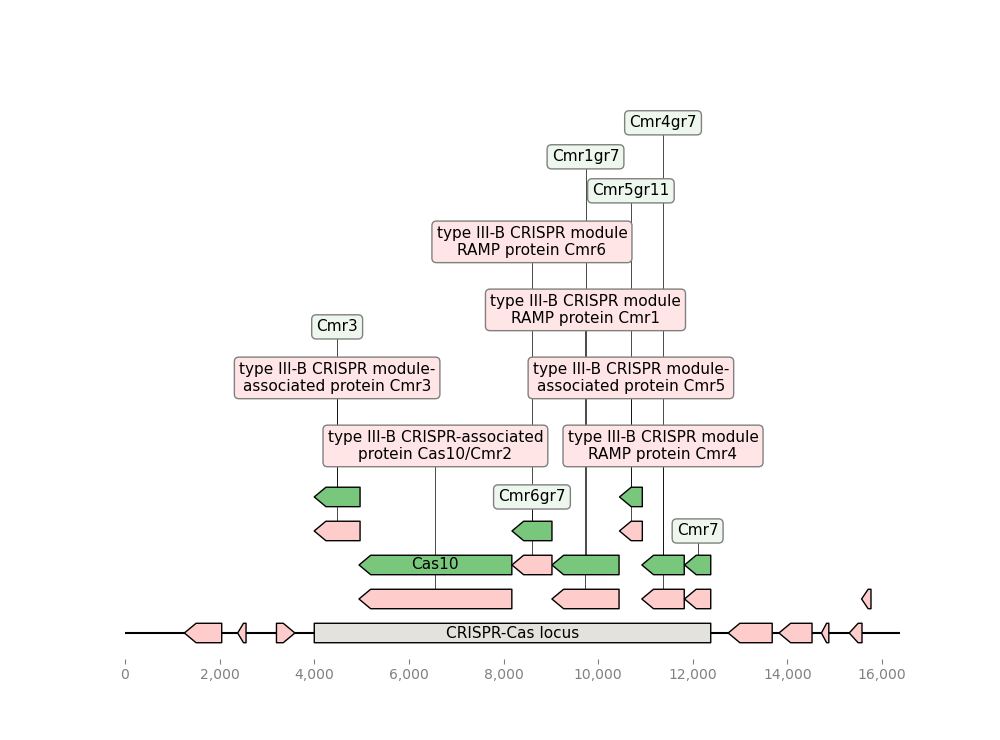 Cmr4gr7
Cmr1gr7
Cmr5gr11
type III-B CRISPR module
RAMP protein Cmr6
type III-B CRISPR module
RAMP protein Cmr1
Cmr3
type III-B CRISPR module-
associated protein Cmr3
type III-B CRISPR module-
associated protein Cmr5
type III-B CRISPR-associated
protein Cas10/Cmr2
type III-B CRISPR module
RAMP protein Cmr4
Cmr6gr7
Cmr7
Cas10
CRISPR-Cas locus
0 2,000 4,000 6,000 8,000 10,000 12,000 14,000 16,000